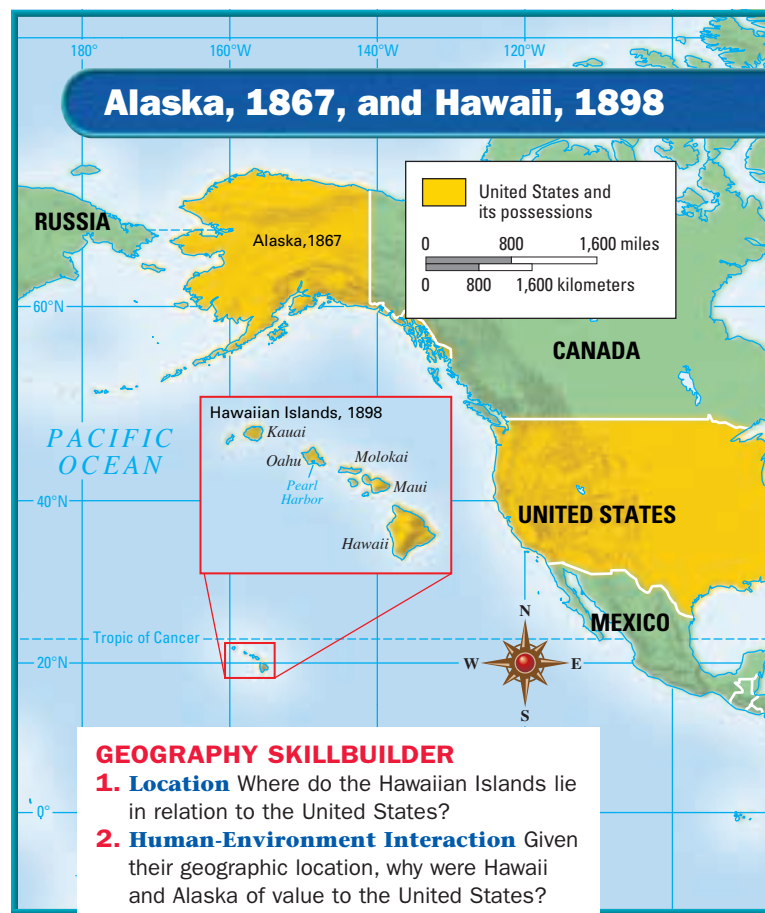 180° 160°W 140°W 120°W
Alaska, 1867, and Hawaii, 1898
United States and
its possessions
0 800 1,600 miles
0 800 1,600 kilometers
RUSSIA
Alaska,1867
60°N
CANADA
Hawaiian Islands, 1898
Kauai
Oahu
Molokai
Pearl
Harbor
Maui
Hawaii
PACIFIC
OCEAN
40°N
UNITED STATES
MEXICO
Tropic of Cancer
20°N
N
W E
S
0°
GEOGRAPHY SKILLBUILDER
1. Location Where do the Hawaiian Islands lie
in relation to the United States?
2. Human-Environment Interaction Given
their geographic location, why were Hawaii
and Alaska of value to the United States?